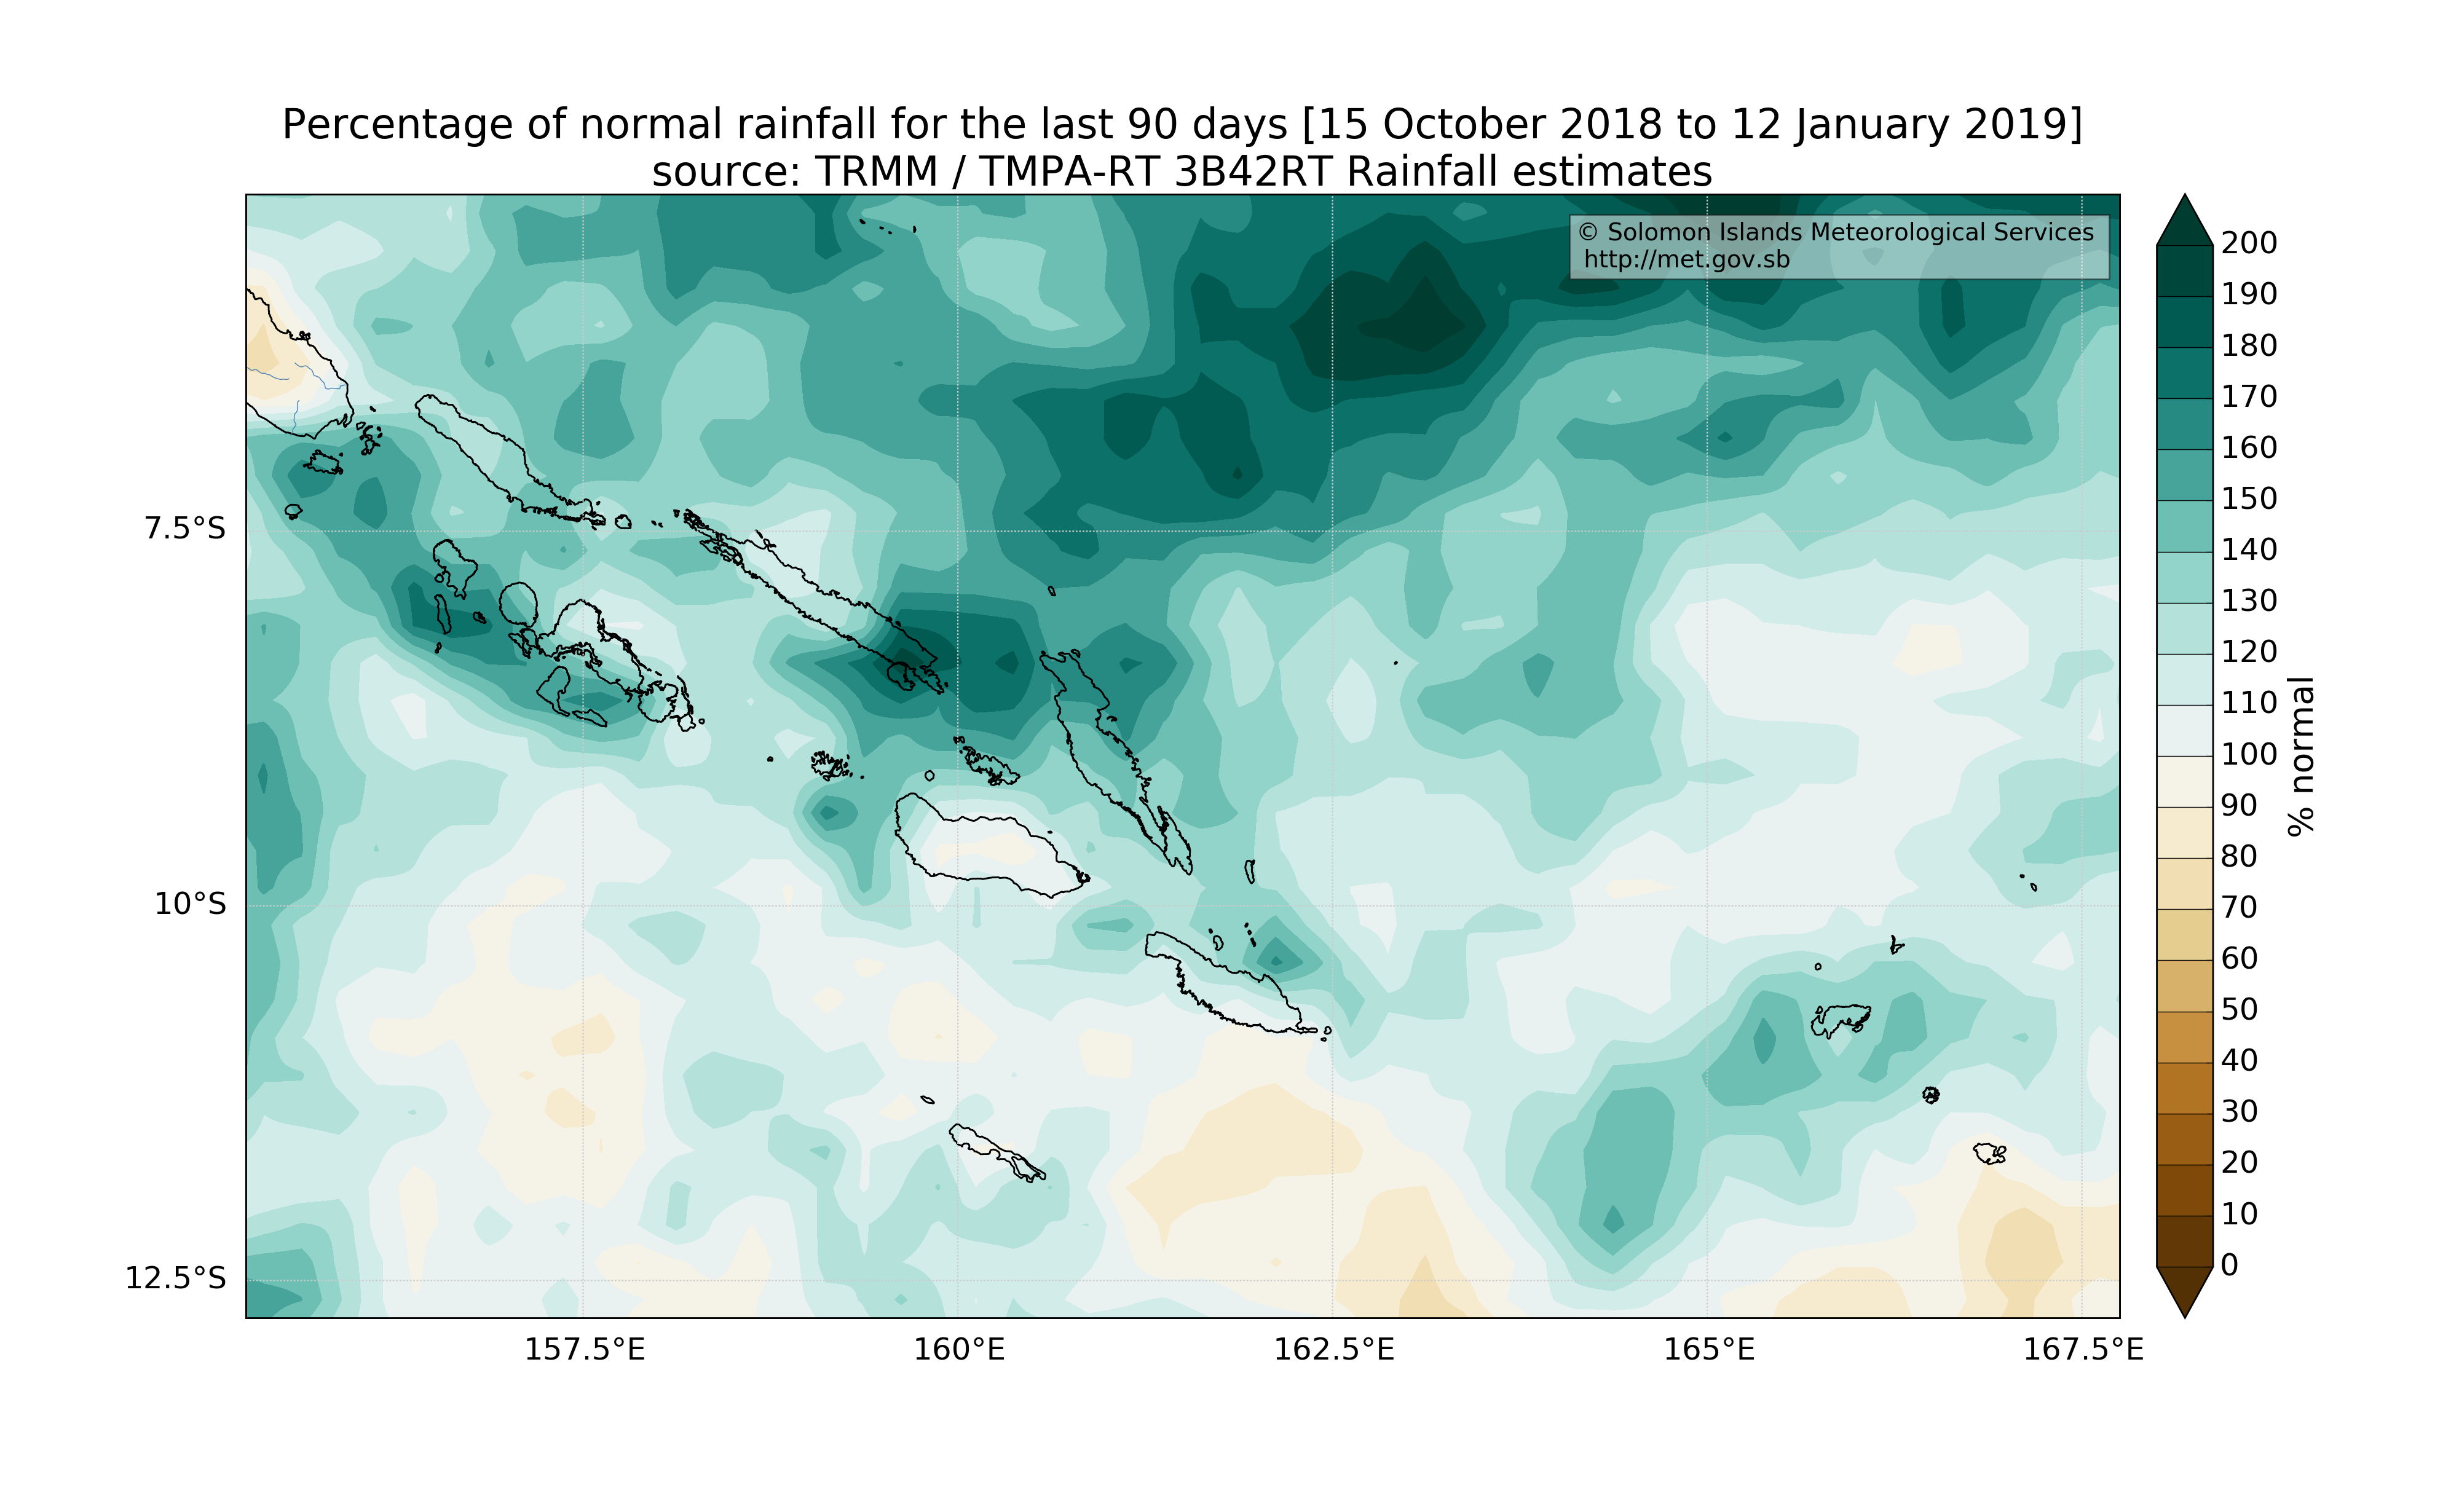 Percentage of normal rainfall for the last 90 days [15 October 2018 to 12 January 2019]
source: TRMM / TMPA-RT 3B42RT Rainfall estimates
© Solomon Islands Meteorological Services
http://met.gov.sb
7.5°S
10°S
12.5°S
157.5°E
160°E
162.5°E
165°E
167.5°E
200
190
180
170
160
150
140
130
120
110
100
90
80
70
60
50
40
30
20
10
0
% normal